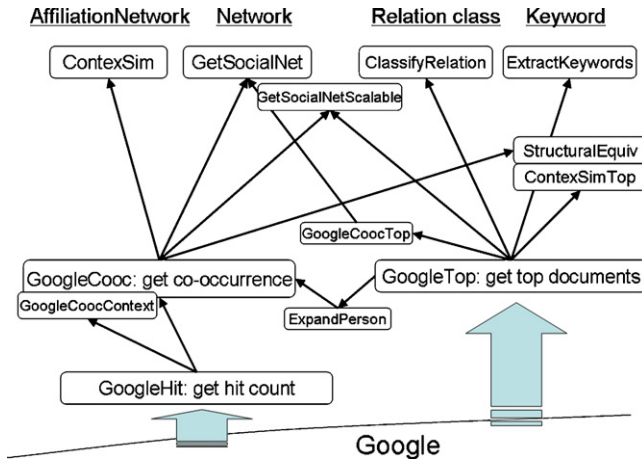 AffiliationNetwork Network Relation class Keyword
ContexSim GetSocialNet ClassifyRelation ExtractKeywords
GetSocialNetScalable
StructuralEquiv
ContexSimTop
GoogleCoocTop
GoogleCooc: get co-occurrence GoogleTop: get top documents
GoogleCoocContext
ExpandPerson
GoogleHit: get hit count
Google